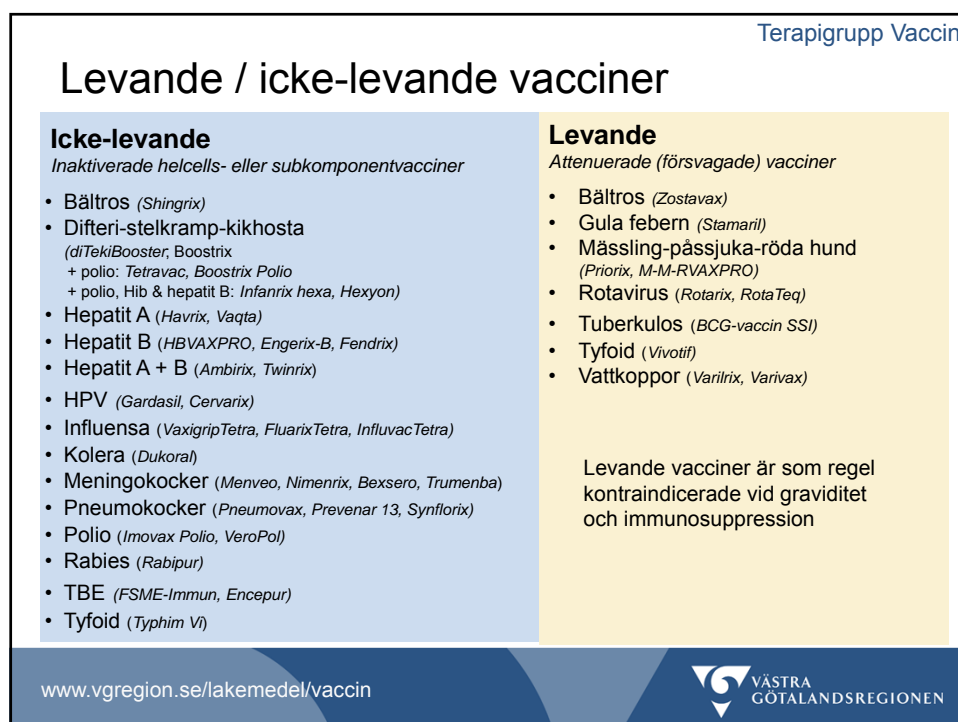 Terapigrupp Vaccin
Levande / icke-levande vacciner
Icke-levande
Inaktiverade helcells- eller subkomponentvacciner
• Bältros (Shingrix)
• Difteri-stelkramp-kikhosta
(diTekiBooster, Boostrix
+ polio: Tetravac, Boostrix Polio
+ polio, Hib & hepatit B: Infanrix hexa, Hexyon)
• Hepatit A (Havrix, Vaqta)
• Hepatit B (HBVAXPRO, Engerix-B, Fendrix)
• Hepatit A + B (Ambirix, Twinrix)
• HPV (Gardasil, Cervarix)
• Influensa (VaxigripTetra, FluarixTetra, InfluvacTetra)
• Kolera (Dukoral)
• Meningokocker (Menveo, Nimenrix, Bexsero, Trumenba)
• Pneumokocker (Pneumovax, Prevenar 13, Synflorix)
• Polio (Imovax Polio, VeroPol)
• Rabies (Rabipur)
• TBE (FSME-Immun, Encepur)
• Tyfoid (Typhim Vi)
Levande
Attenuerade (försvagade) vacciner
• Bältros (Zostavax)
• Gula febern (Stamaril)
• Mässling-påssjuka-röda hund
(Priorix, M-M-RVAXPRO)
• Rotavirus (Rotarix, RotaTeq)
• Tuberkulos (BCG-vaccin SSI)
• Tyfoid (Vivotif)
• Vattkoppor (Varilrix, Varivax)
Levande vacciner är som regel
kontraindicerade vid graviditet
och immunosuppression
www.vgregion.se/lakemedel/vaccin
VÄSTRA
GÖTALANDSREGIONEN